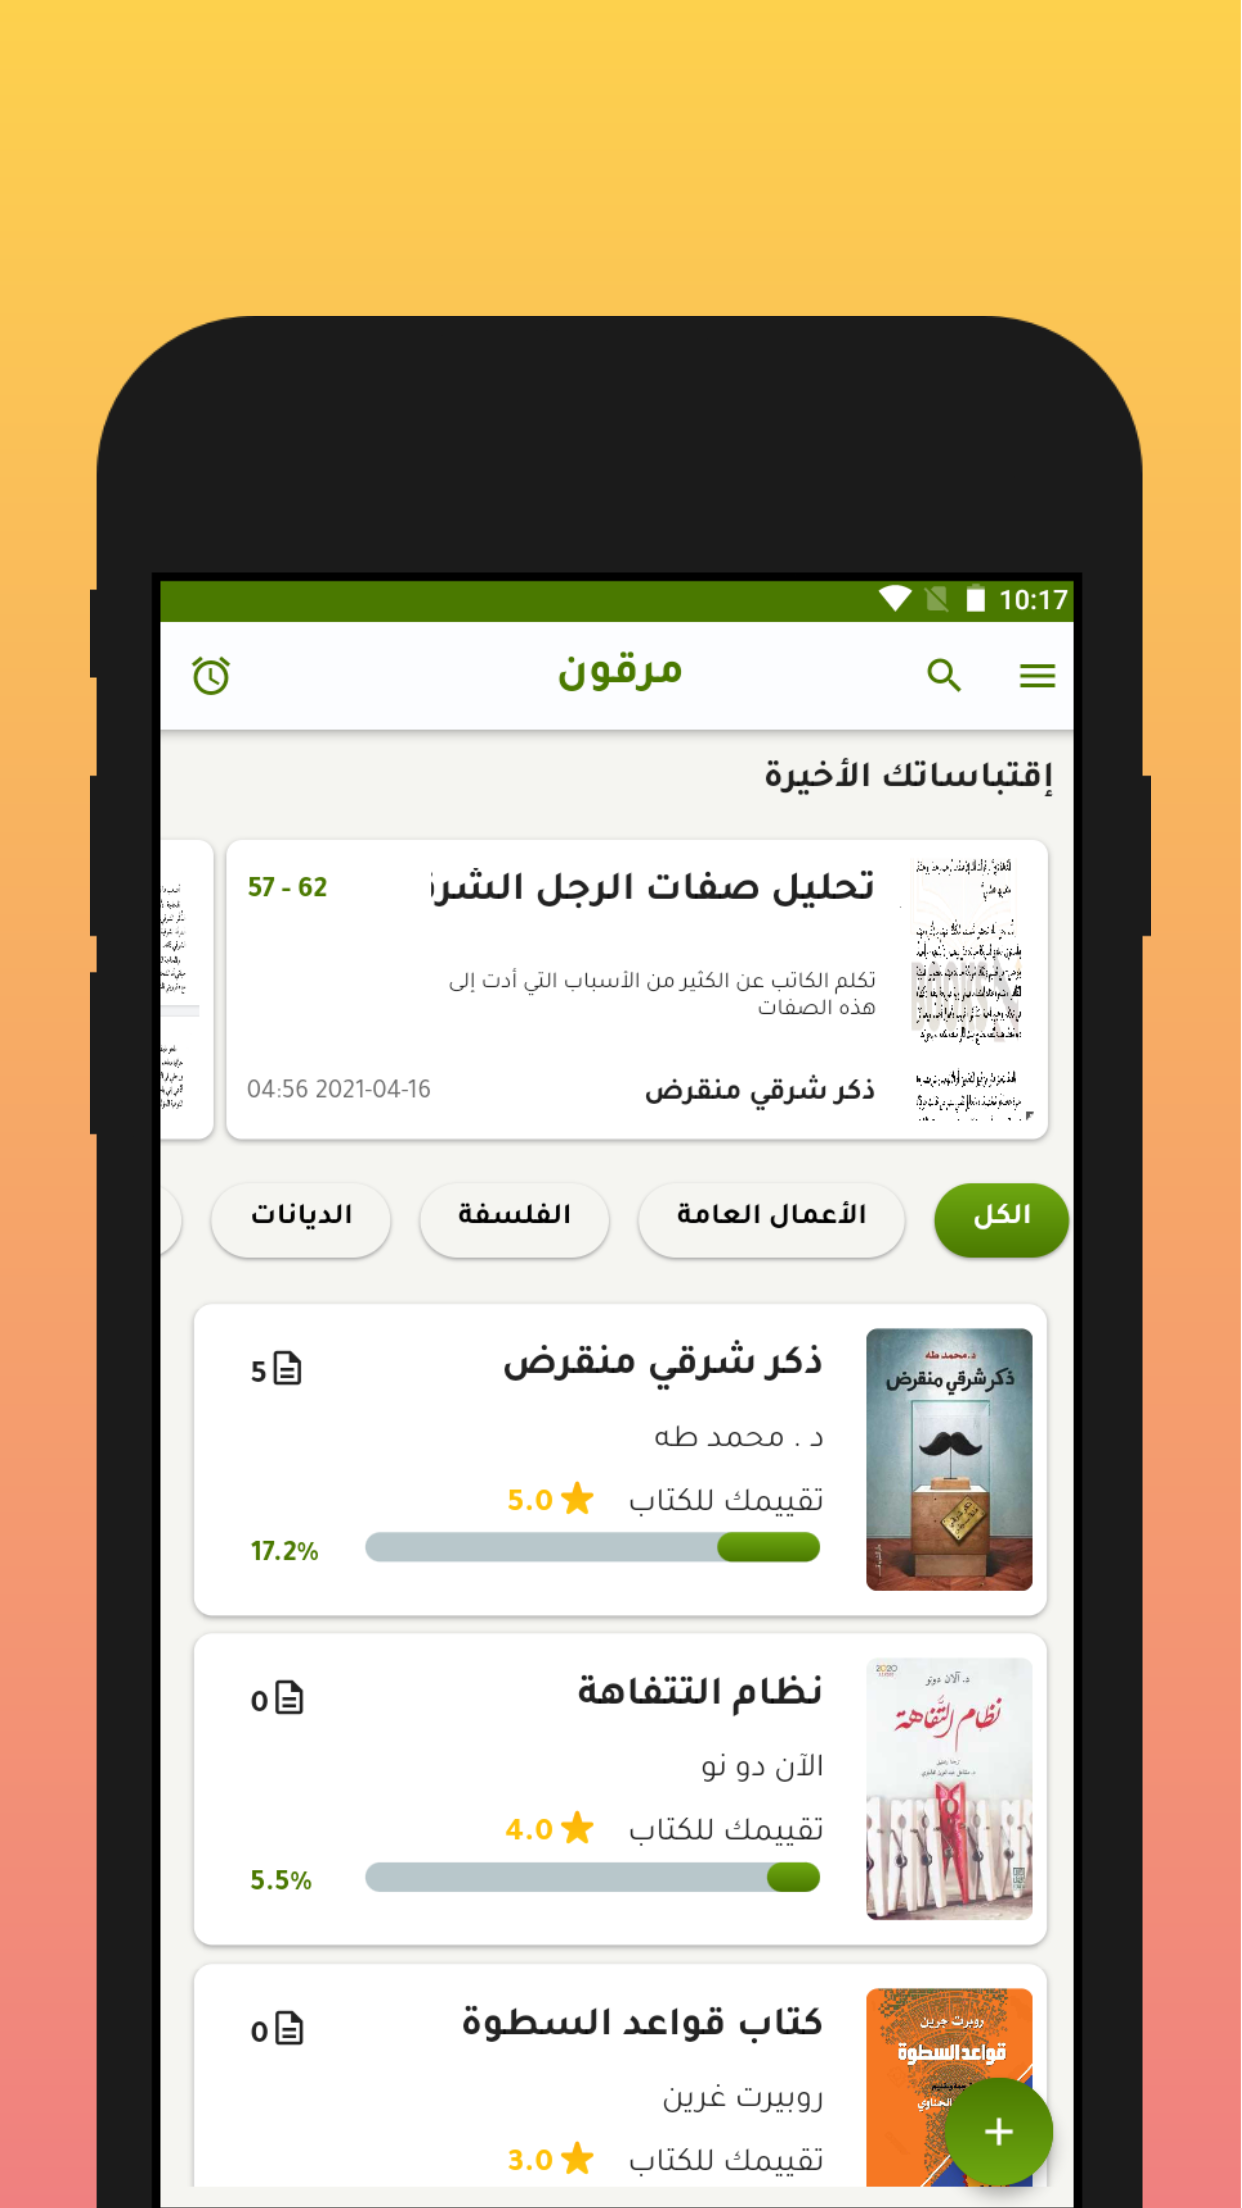 10:17
مرقون
إقتباساتك الأخيرة
تحليل صفات الرجل الشر
57 - 62
تكلم الكاتب عن الكثير من الأسباب التي أدت إلى
هذه الصفات
ذكر شرقي منقرض
04:56 2021-04-16
BOOKS
الكل
الأعمال العامة
الفلسفة
الديانات
د.محمد طه
ذكر شرقي منقرض
ذكر شرقي منقرض
5
د . محمد طه
تقييمك للكتاب
5.0
17.2%
2020
د. آلان دونو
نظام التَّفاهة
نظام التتفاهة
0
الآن دو نو
تقييمك للكتاب
4.0
5.5%
روبرت جرين
قواعد السطوة
كتاب قواعد السطوة
0
روبيرت غرين
تقييمك للكتاب
3.0